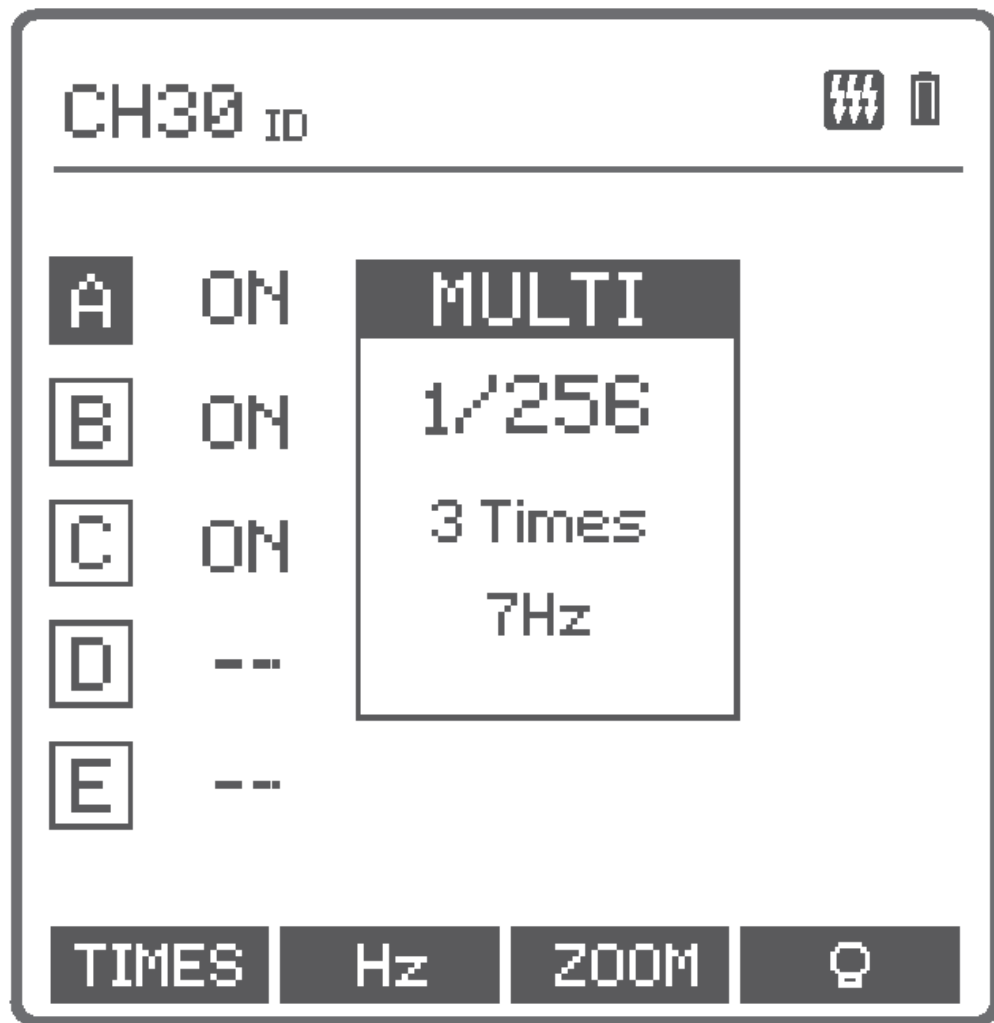 CH30 ID
A ON
B ON
C ON
D --
E --
MULTI
1/256
3 Times
7Hz
TIMES Hz ZOOM